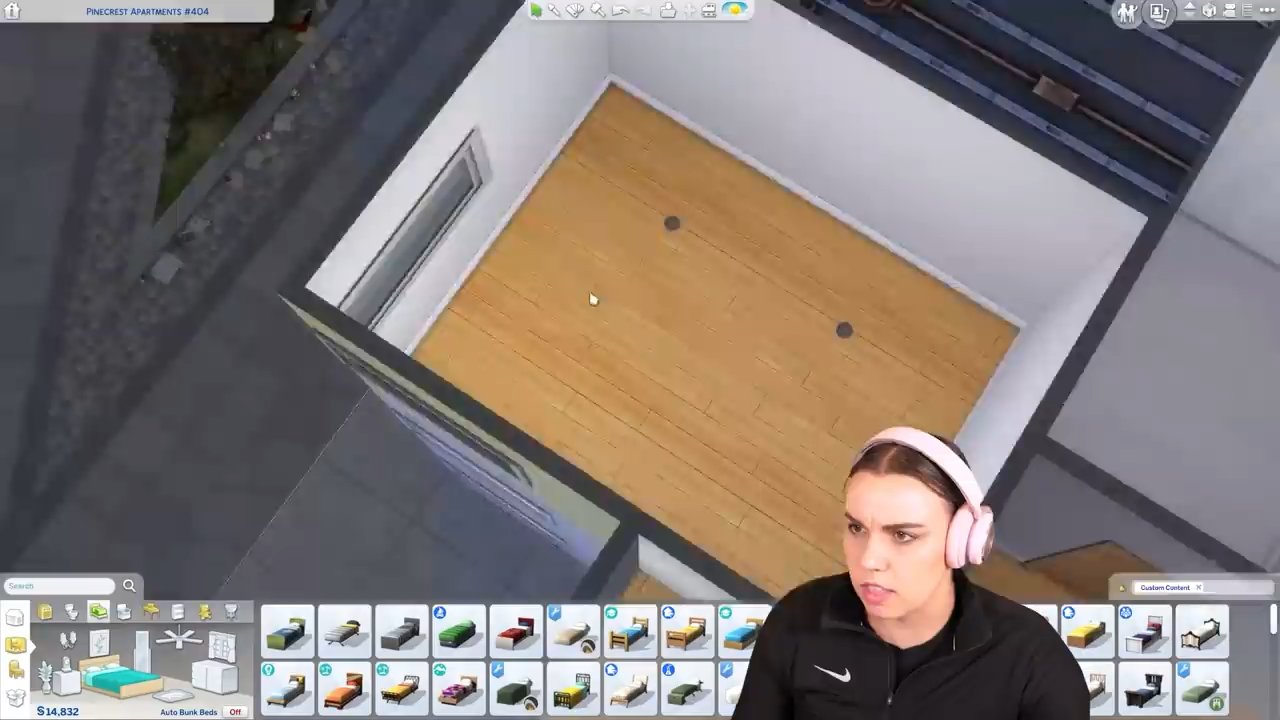 PINECREST APARTMENTS #404
Search
Custom Content
$14,832
Auto Bunk Beds Off